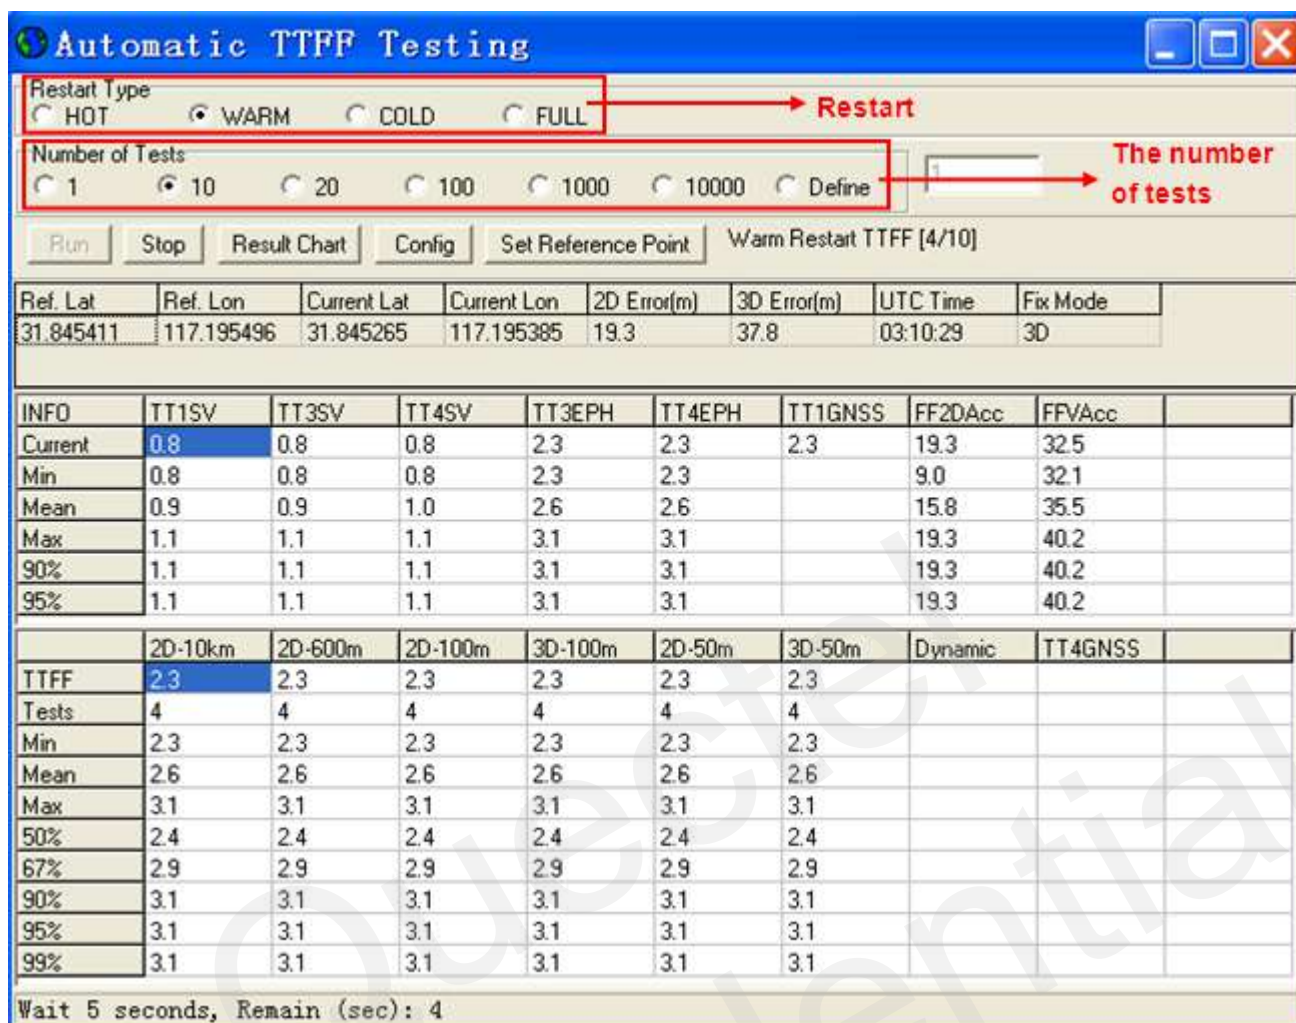 Automatic TTFF Testing
Restart Type
HOT WARM COLD FULL
Restart
Number of Tests
1 10 20 100 1000 10000 Define
1
The number
of tests
Run Stop Result Chart Config Set Reference Point Warm Restart TTFF [4/10]
Ref. Lat Ref. Lon Current Lat Current Lon 2D Error(m) 3D Error(m) UTC Time Fix Mode
31.845411 117.195496 31.845265 117.195385 19.3 37.8 03:10:29 3D
INFO TT1SV TT3SV TT4SV TT3EPH TT4EPH TT1GNSS FF2DAcc FFVAcc
Current 0.8 0.8 0.8 2.3 2.3 2.3 19.3 32.5
Min 0.8 0.8 0.8 2.3 2.3 9.0 32.1
Mean 0.9 0.9 1.0 2.6 2.6 15.8 35.5
Max 1.1 1.1 1.1 3.1 3.1 19.3 40.2
90% 1.1 1.1 1.1 3.1 3.1 19.3 40.2
95% 1.1 1.1 1.1 3.1 3.1 19.3 40.2
2D-10km 2D-600m 2D-100m 3D-100m 2D-50m 3D-50m Dynamic TT4GNSS
TTFF 2.3 2.3 2.3 2.3 2.3 2.3
Tests 4 4 4 4 4 4
Min 2.3 2.3 2.3 2.3 2.3 2.3
Mean 2.6 2.6 2.6 2.6 2.6 2.6
Max 3.1 3.1 3.1 3.1 3.1 3.1
50% 2.4 2.4 2.4 2.4 2.4 2.4
67% 2.9 2.9 2.9 2.9 2.9 2.9
90% 3.1 3.1 3.1 3.1 3.1 3.1
95% 3.1 3.1 3.1 3.1 3.1 3.1
99% 3.1 3.1 3.1 3.1 3.1 3.1
Wait 5 seconds, Remain (sec): 4
Quectel